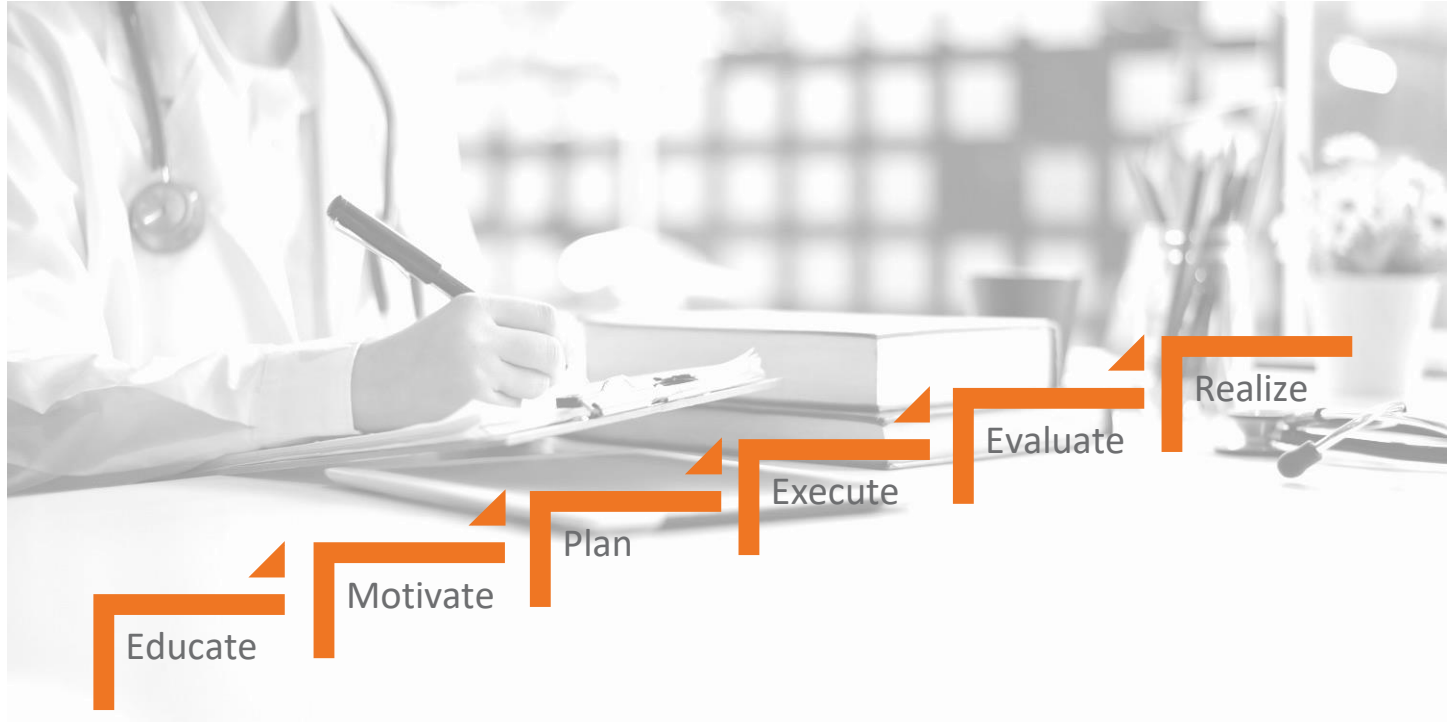 Educate
Motivate
Plan
Execute
Evaluate
Realize